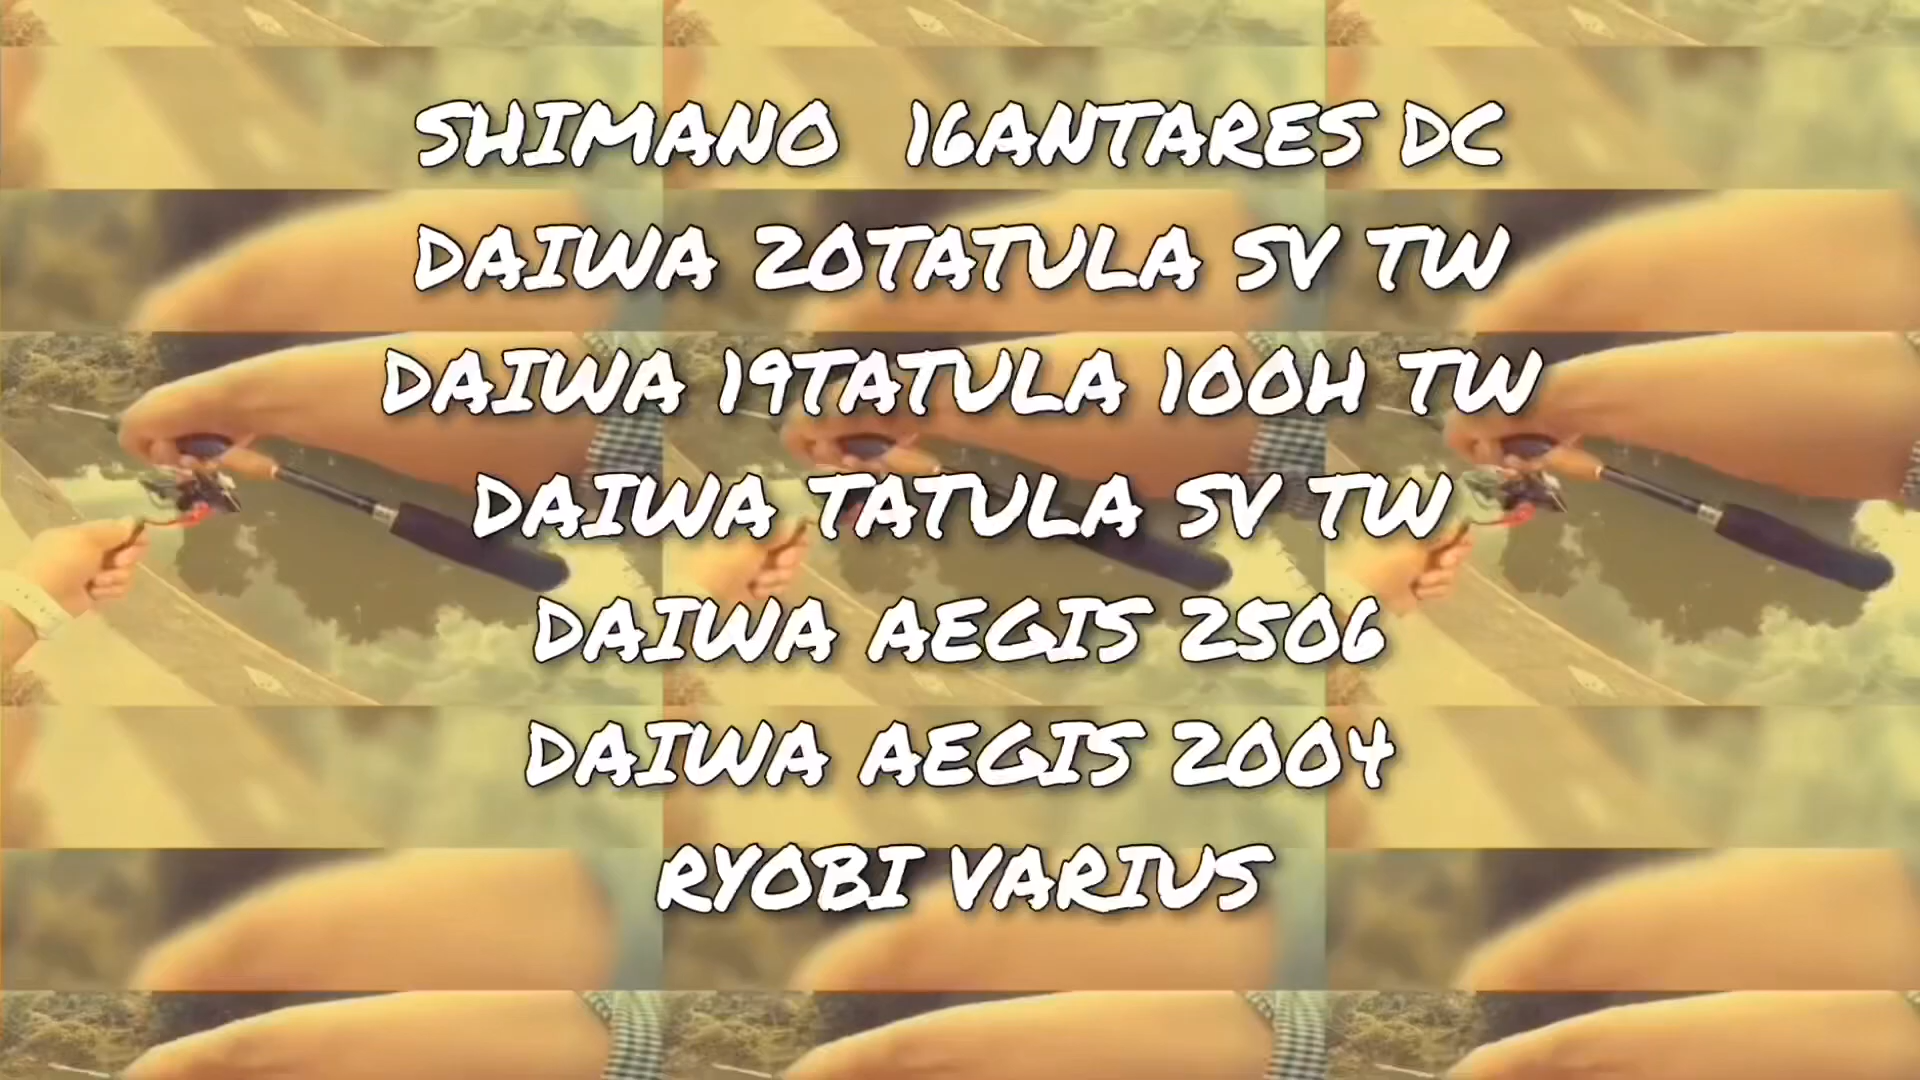 SHIMANO 16ANTARES DC
DAIWA 20TATULA SV TW
DAIWA 19TATULA 100H TW
DAIWA TATULA SV TW
DAIWA AEGIS 2506
DAIWA AEGIS 2004
RYOBI VARIUS